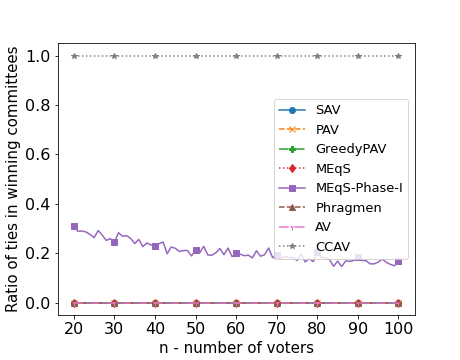 1.0
0.8
0.6
0.4
0.2
0.0
Ratio of ties in winning committees
SAV
PAV
GreedyPAV
MEqS
MEqS-Phase-I
Phragmen
AV
CCAV
20 30 40 50 60 70 80 90 100
n - number of voters